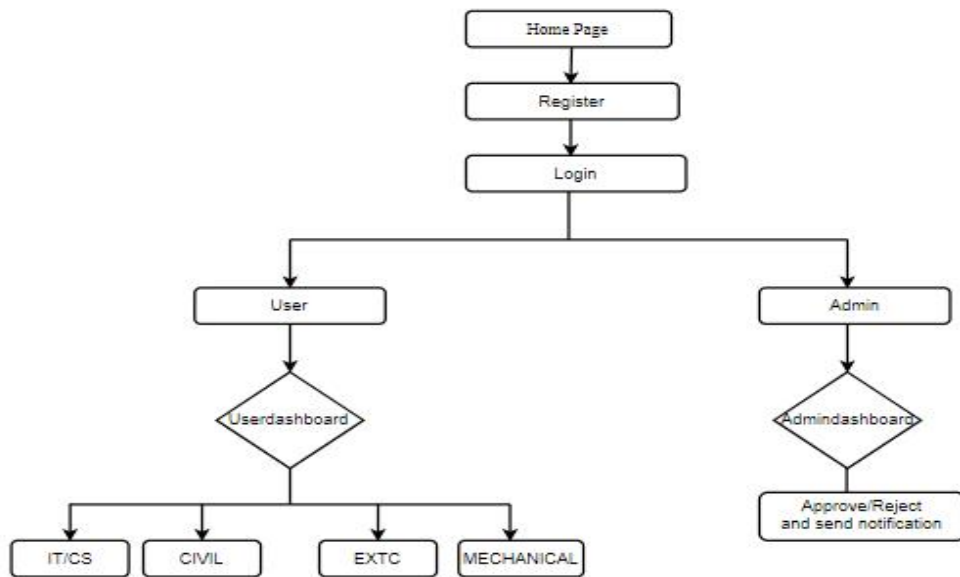 Home Page
Register
Login
User
Admin
Userdashboard
Admindashboard
Approve/Reject
and send notification
IT/CS
CIVIL
EXTC
MECHANICAL